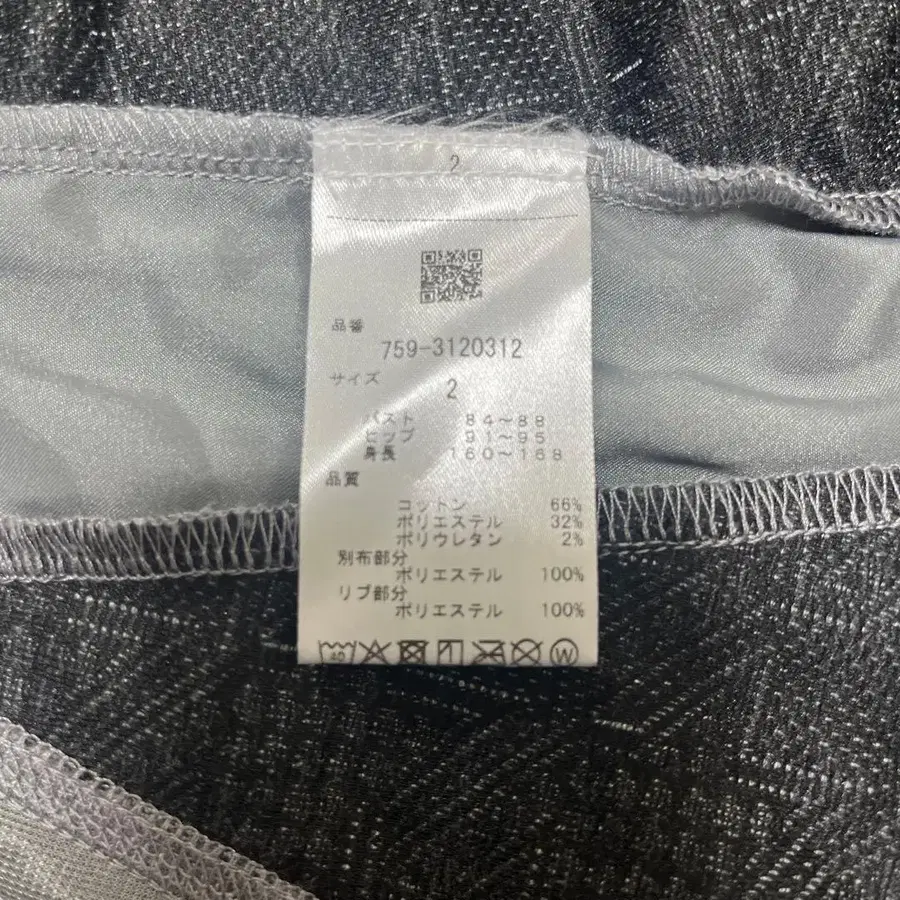 2
品番
759-3120312
サイズ
2
バスト 84～88
ヒップ 91～95
身長 160～168
品質
コットン 66%
ポリエステル 32%
ポリウレタン 2%
別布部分
ポリエステル 100%
リブ部分
ポリエステル 100%
40 W